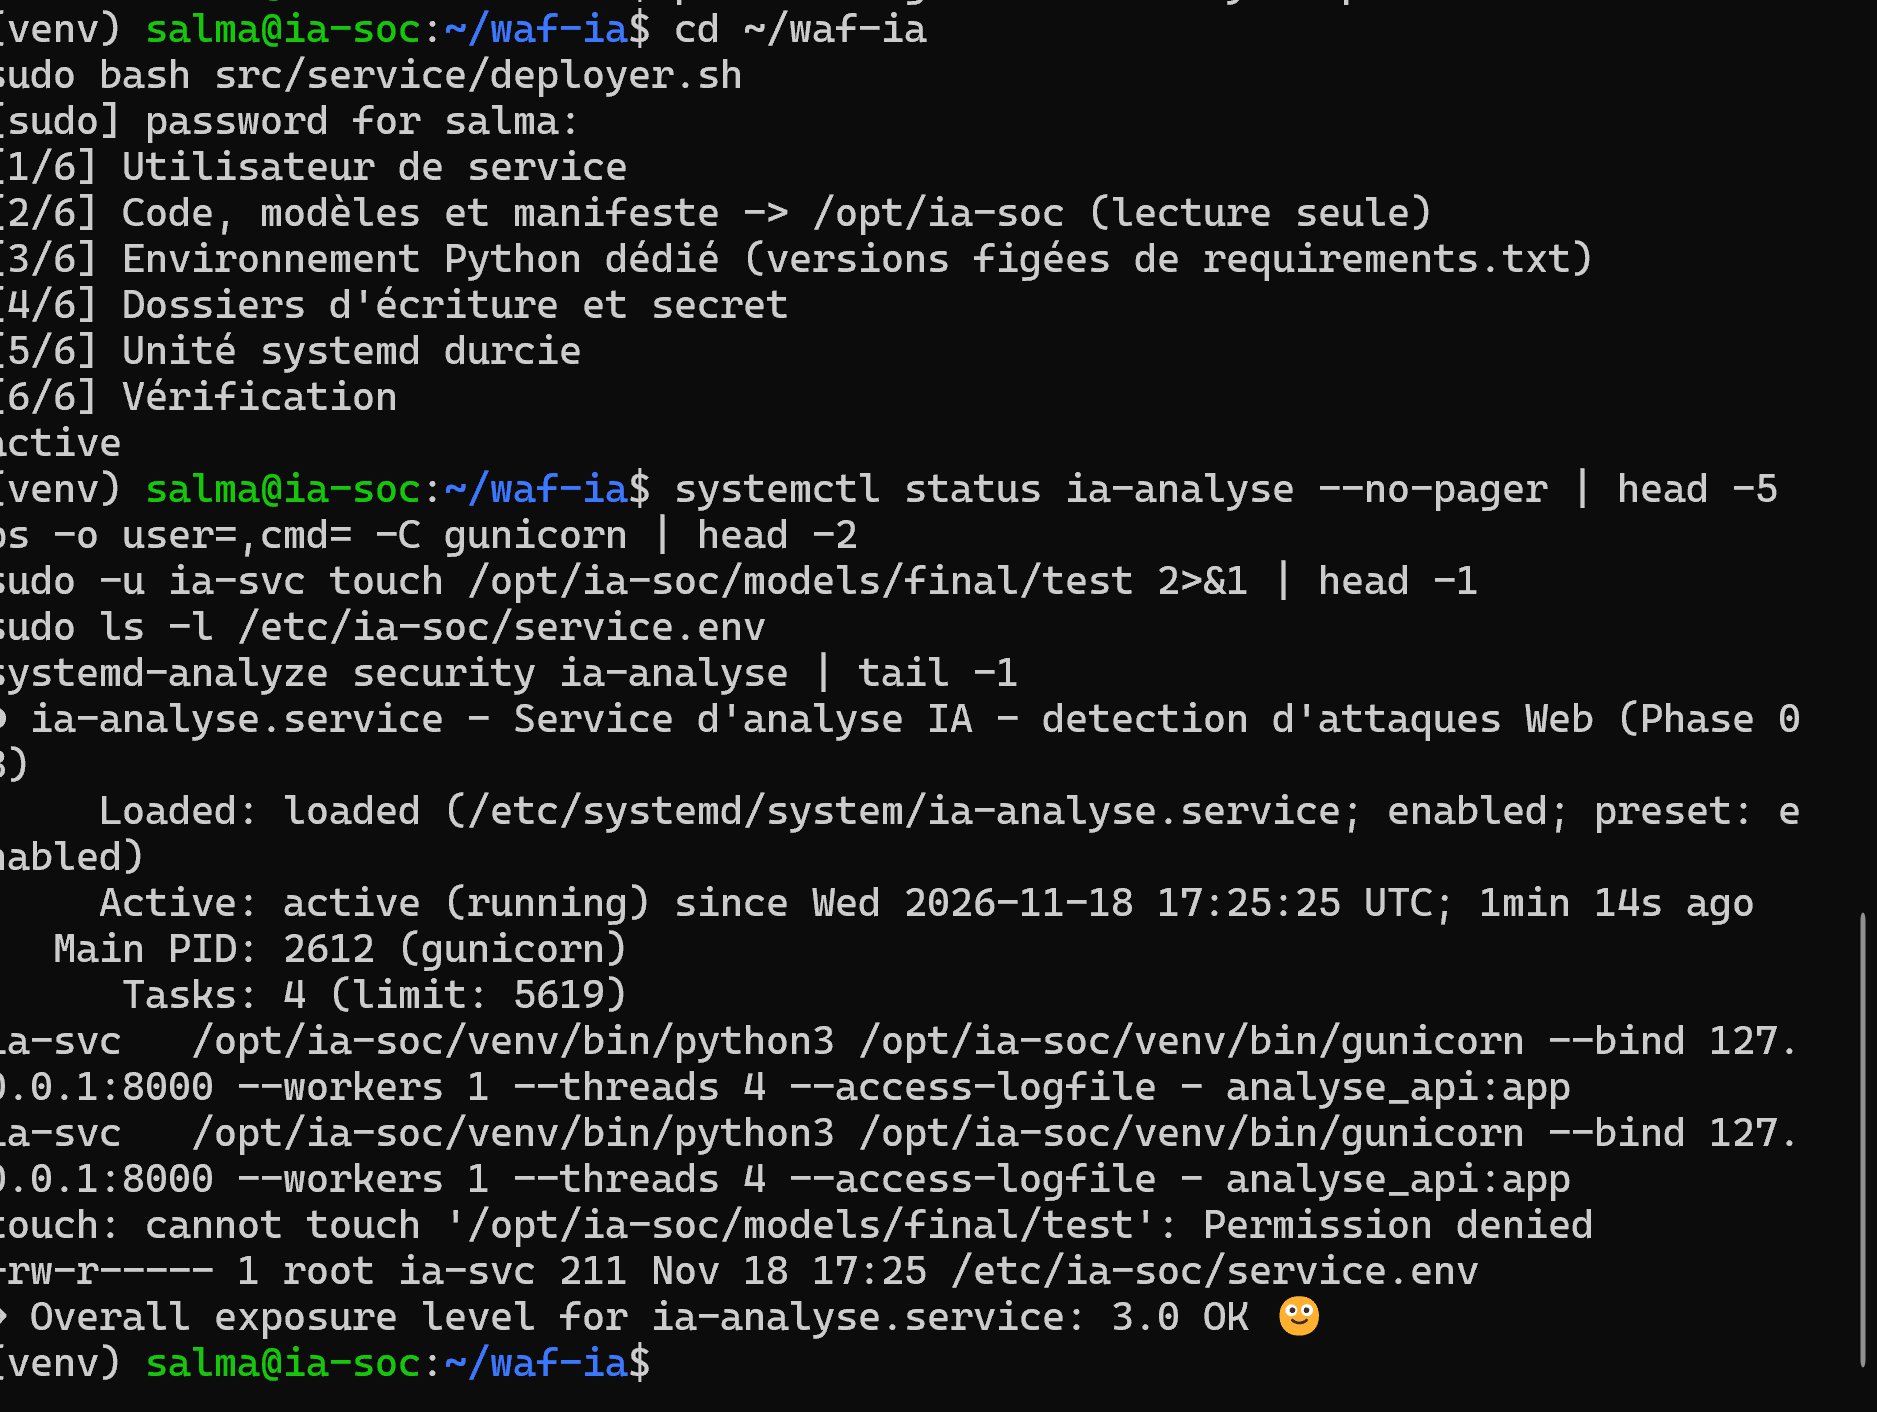 (venv) salma@ia-soc:~/waf-ia$ cd ~/waf-ia
sudo bash src/service/deployer.sh
[sudo] password for salma:
[1/6] Utilisateur de service
[2/6] Code, modèles et manifeste -> /opt/ia-soc (lecture seule)
[3/6] Environnement Python dédié (versions figées de requirements.txt)
[4/6] Dossiers d'écriture et secret
[5/6] Unité systemd durcie
[6/6] Vérification
active
(venv) salma@ia-soc:~/waf-ia$ systemctl status ia-analyse --no-pager | head -5
ps -o user=,cmd= -C gunicorn | head -2
sudo -u ia-svc touch /opt/ia-soc/models/final/test 2>&1 | head -1
sudo ls -l /etc/ia-soc/service.env
systemd-analyze security ia-analyse | tail -1
● ia-analyse.service - Service d'analyse IA - detection d'attaques Web (Phase 0
3)
Loaded: loaded (/etc/systemd/system/ia-analyse.service; enabled; preset: e
nabled)
Active: active (running) since Wed 2026-11-18 17:25:25 UTC; 1min 14s ago
Main PID: 2612 (gunicorn)
Tasks: 4 (limit: 5619)
ia-svc   /opt/ia-soc/venv/bin/python3 /opt/ia-soc/venv/bin/gunicorn --bind 127.
0.0.1:8000 --workers 1 --threads 4 --access-logfile - analyse_api:app
ia-svc   /opt/ia-soc/venv/bin/python3 /opt/ia-soc/venv/bin/gunicorn --bind 127.
0.0.1:8000 --workers 1 --threads 4 --access-logfile - analyse_api:app
touch: cannot touch '/opt/ia-soc/models/final/test': Permission denied
-rw-r----- 1 root ia-svc 211 Nov 18 17:25 /etc/ia-soc/service.env
→ Overall exposure level for ia-analyse.service: 3.0 OK 🙂
(venv) salma@ia-soc:~/waf-ia$